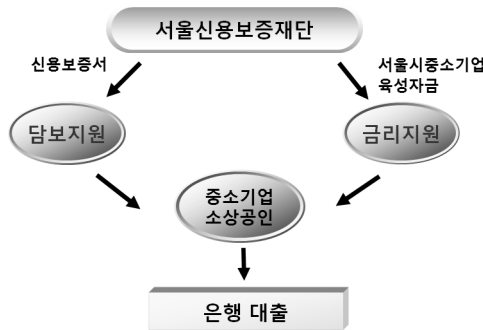 서울신용보증재단
신용보증서
서울시중소기업
육성자금
담보지원
금리지원
중소기업
소상공인
은행 대출